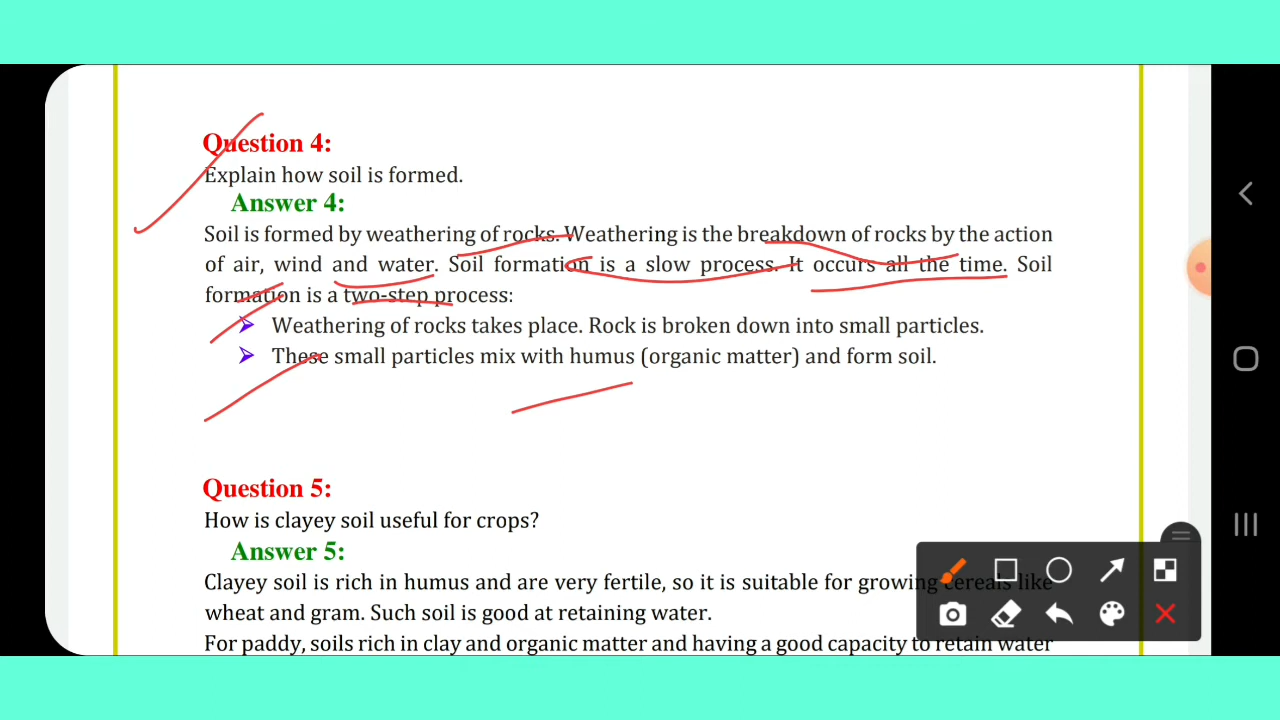 Question 4:
Explain how soil is formed.
Answer 4:
Soil is formed by weathering of rocks. Weathering is the breakdown of rocks by the action
of air, wind and water. Soil formation is a slow process. It occurs all the time. Soil
formation is a two-step process:
➤ Weathering of rocks takes place. Rock is broken down into small particles.
➤ These small particles mix with humus (organic matter) and form soil.
Question 5:
How is clayey soil useful for crops?
Answer 5:
Clayey soil is rich in humus and are very fertile, so it is suitable for growing cereals like
wheat and gram. Such soil is good at retaining water.
For paddy, soils rich in clay and organic matter and having a good capacity to retain water